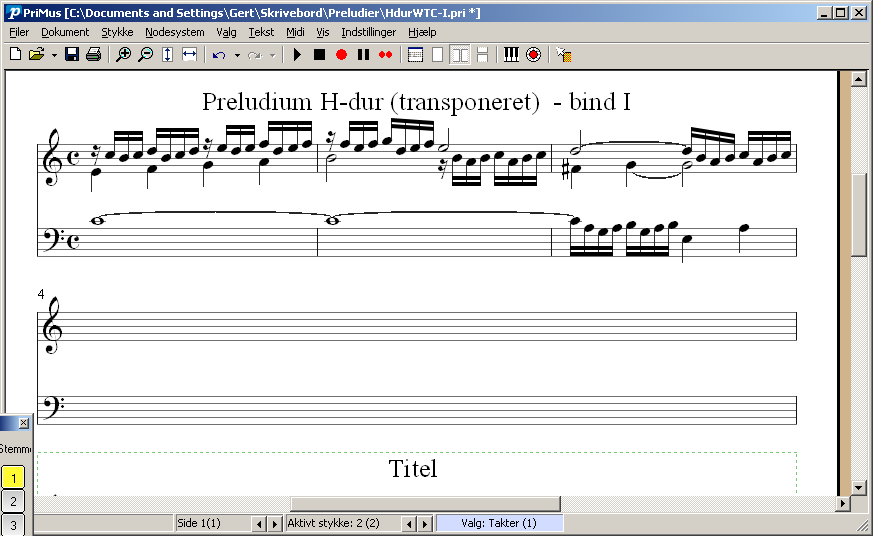 PriMus [C:\Documents and Settings\Gert\Skrivebord\Preludier\HdurWTC-I.pri *]
Filer Dokument Stykke Nodesystem Valg Tekst Midi Vis Indstillinger Hjælp
Preludium H-dur (transponeret) - bind I
4
Titel
Stemm
1
2
3
Side 1(1) Aktivt stykke: 2 (2) Valg: Takter (1)